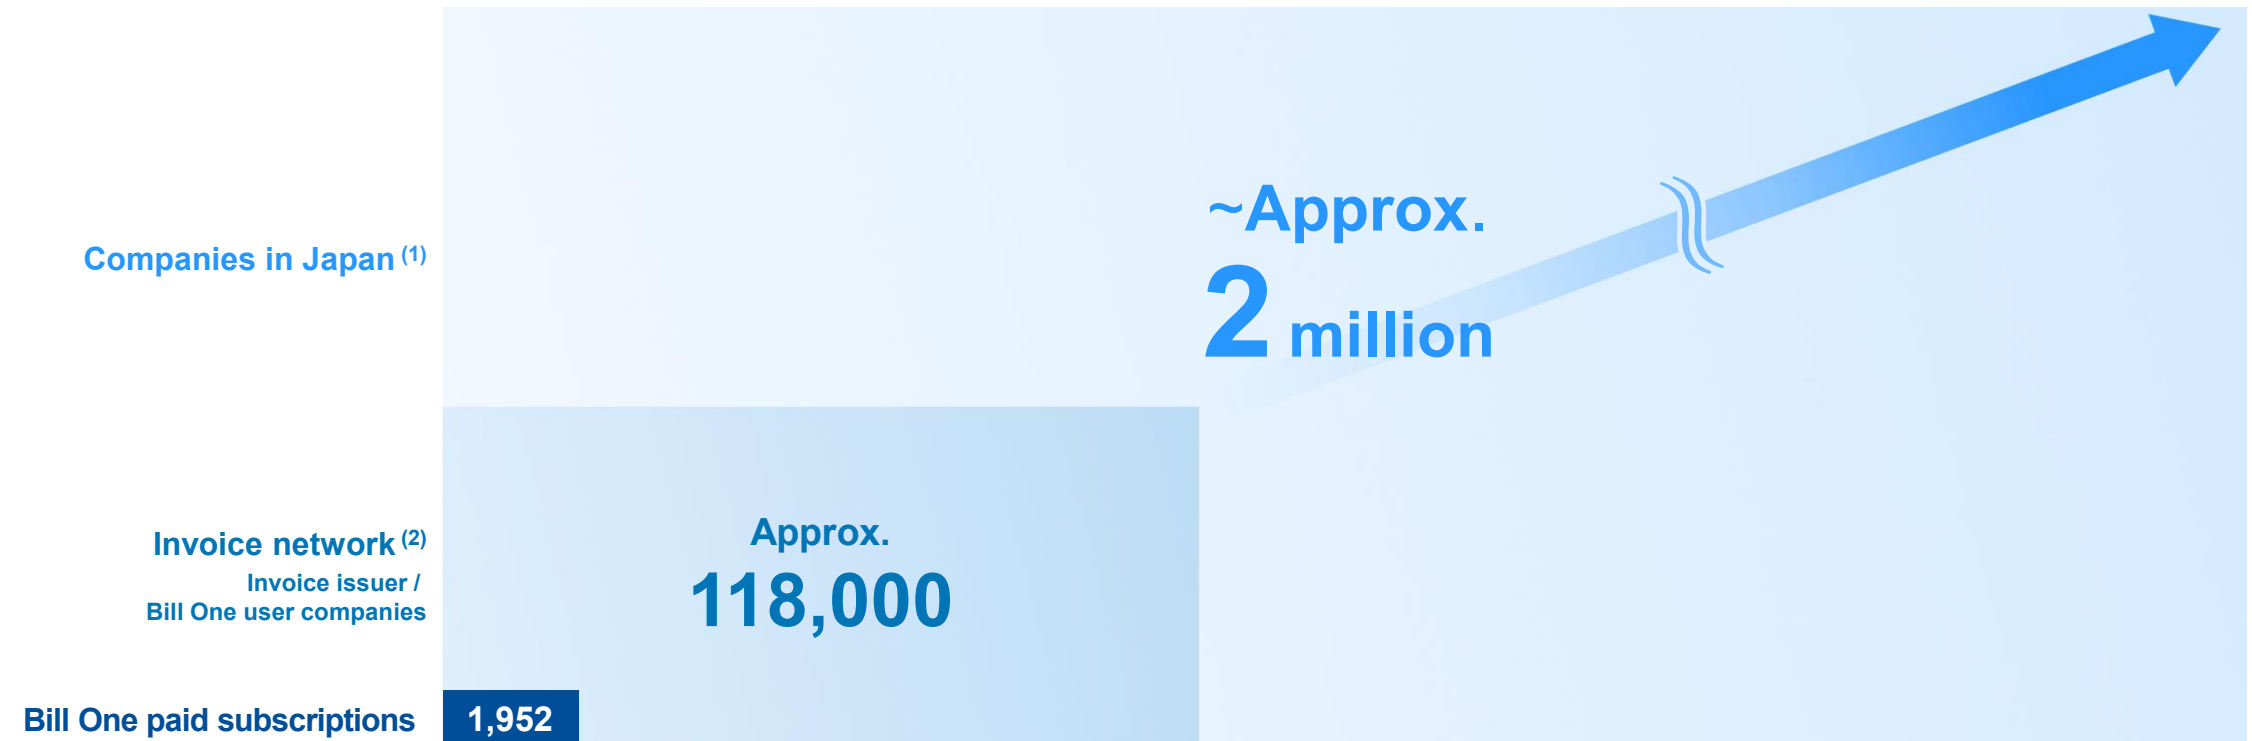 ~Approx.
2 million
Companies in Japan (1)
Invoice network (2)
Invoice issuer /
Bill One user companies
Approx.
118,000
Bill One paid subscriptions
1,952